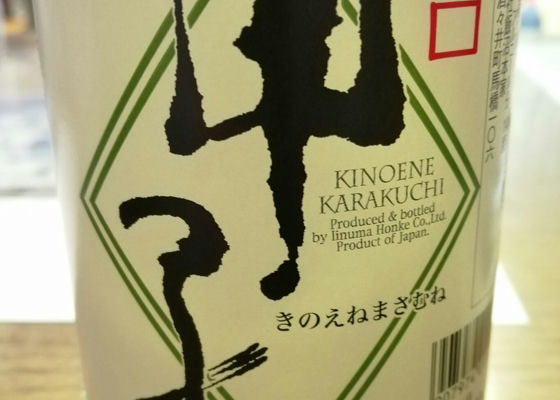 甲子
KINOENE
KARAKUCHI
Produced & bottled
by Iinuma Honke Co.,Ltd.
Product of Japan.
きのえねまさむね